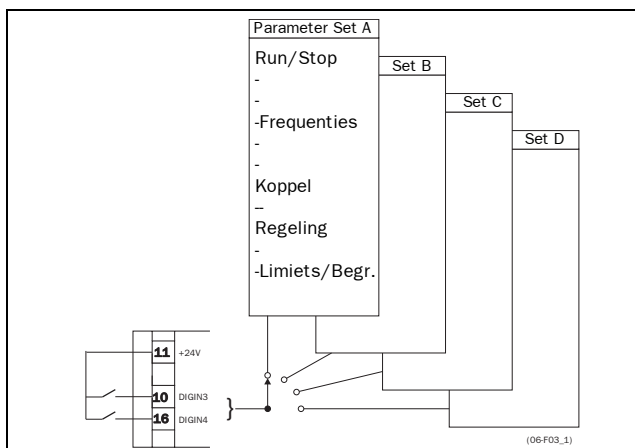 Parameter Set A
Run/Stop
-
-
-Frequenties
-
-
Koppel
--
Regeling
-
-Limiets/Begr.
Set B
Set C
Set D
11 +24V
10 DIGIN3
16 DIGIN4
}
(06-F03_1)